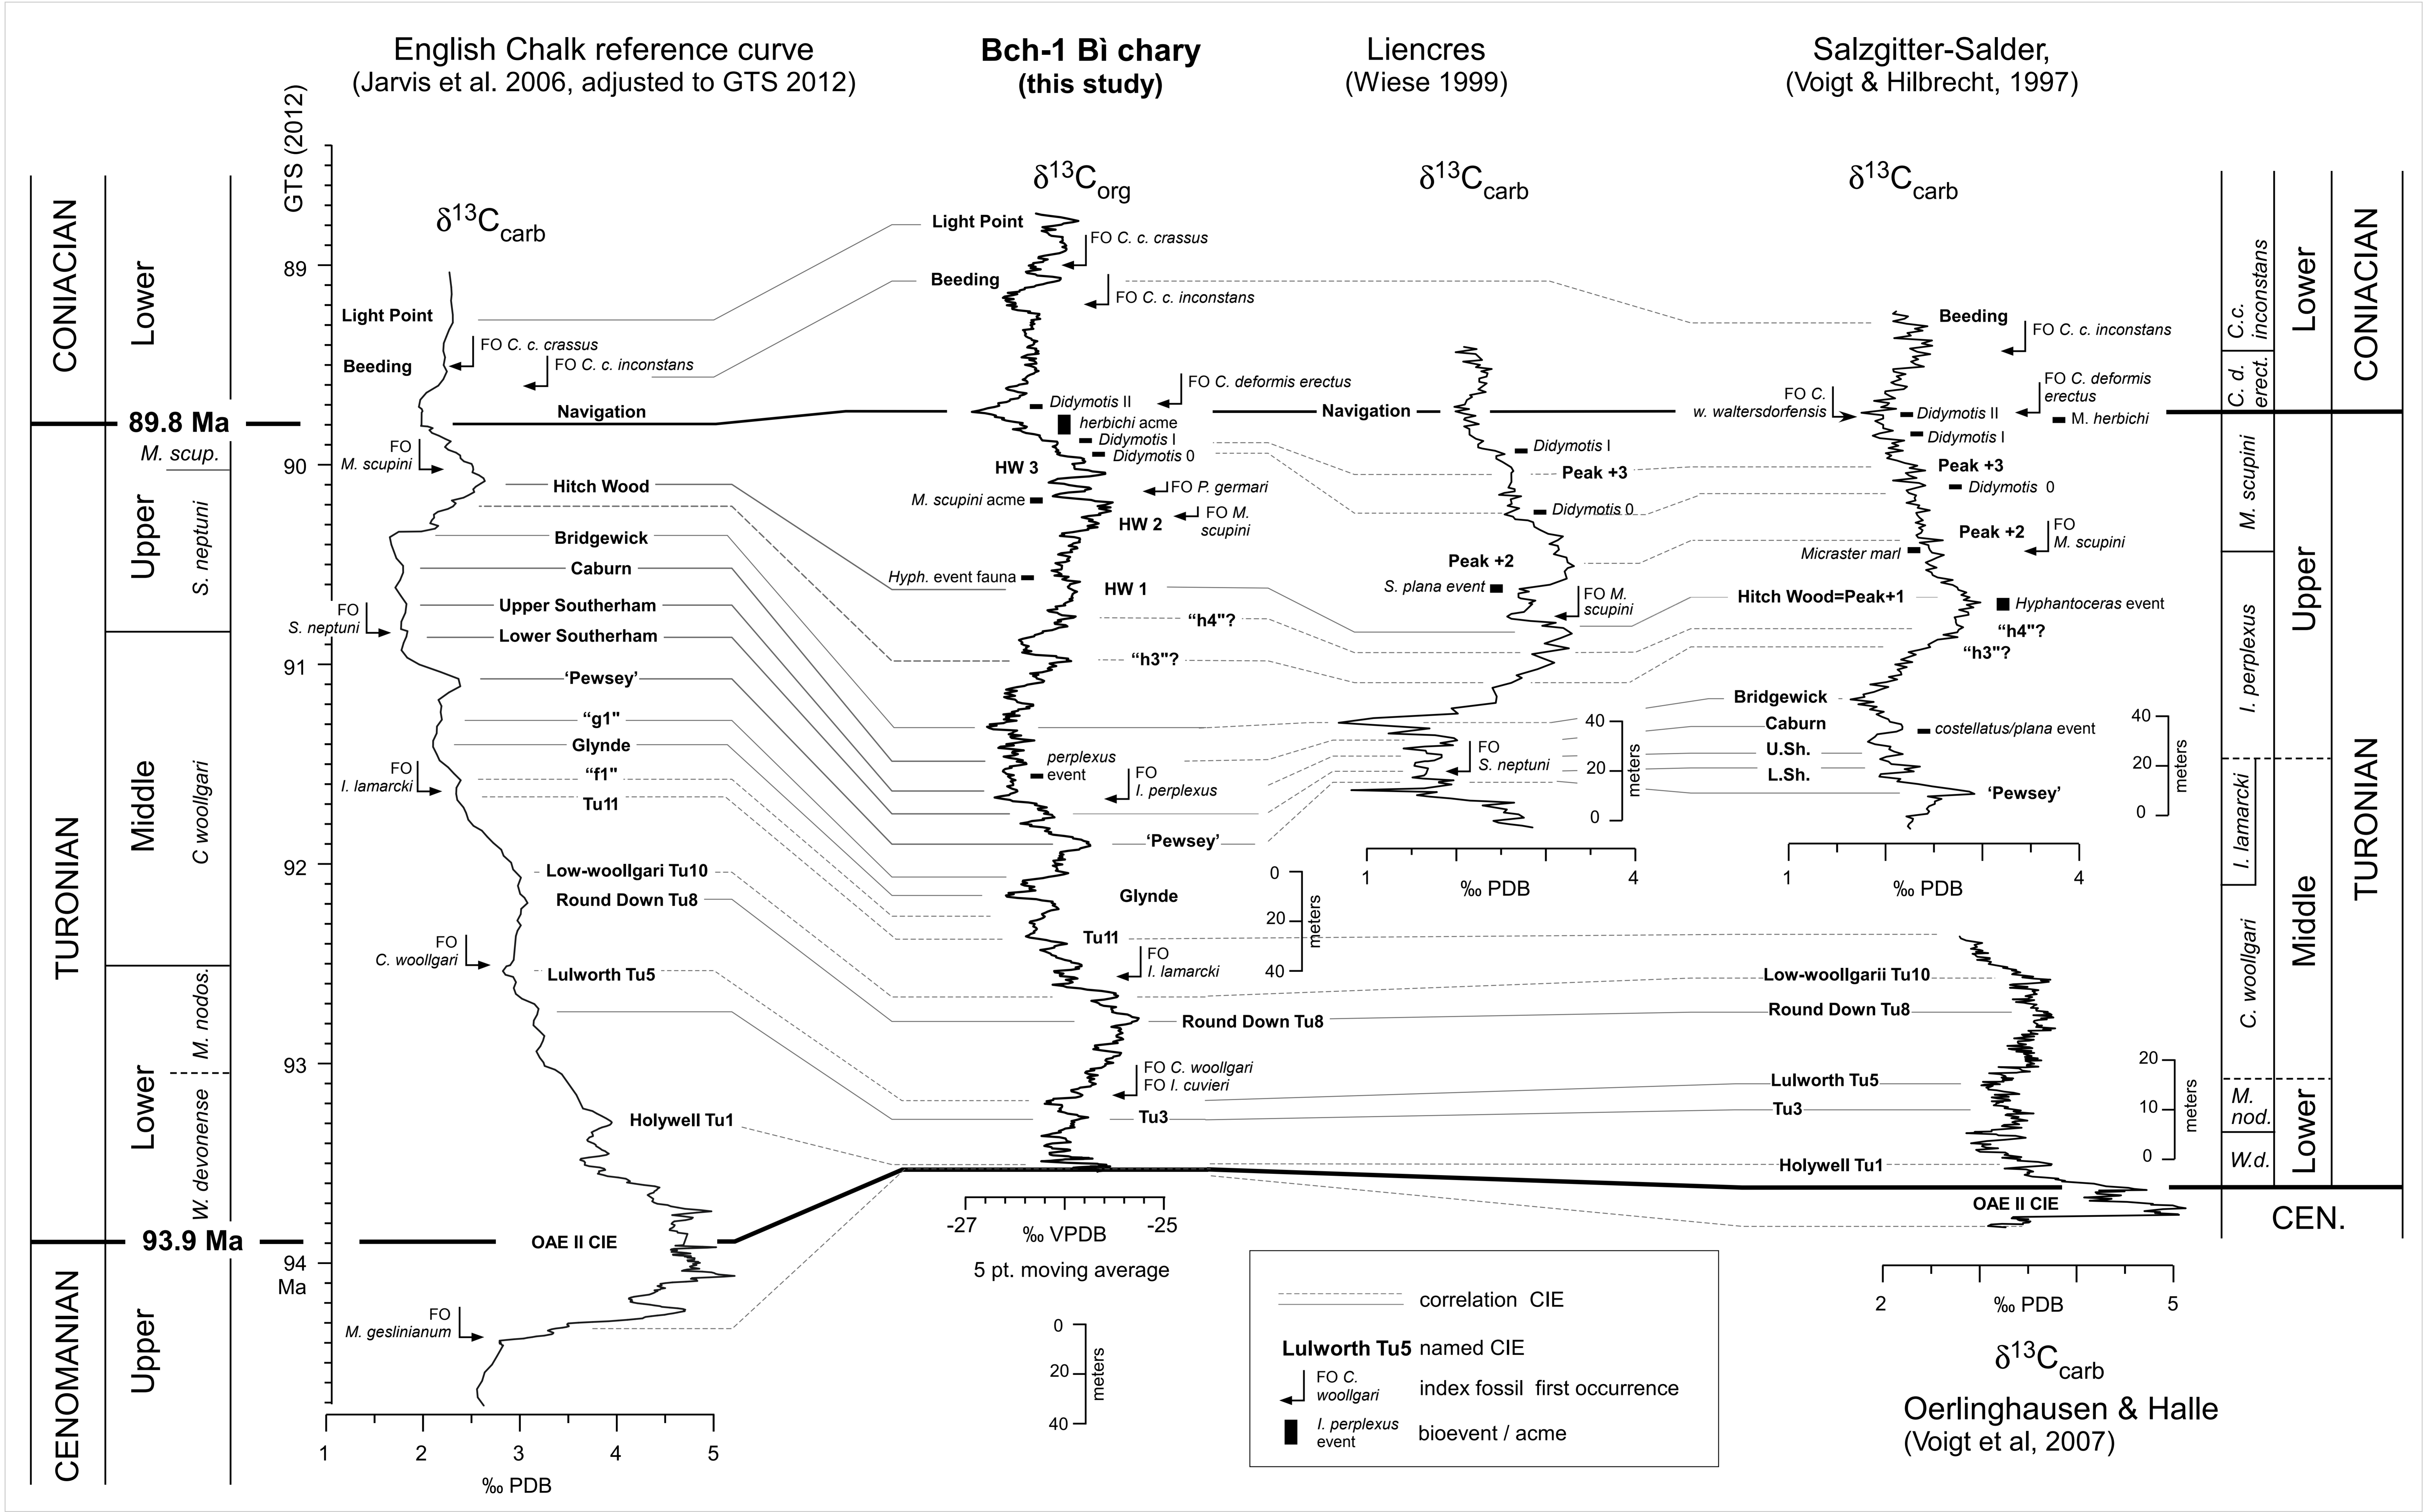 English Chalk reference curve
(Jarvis et al. 2006, adjusted to GTS 2012)
Bch-1 Bì chary
(this study)
Liencres
(Wiese 1999)
Salzgitter-Salder,
(Voigt & Hilbrecht, 1997)
CONIACIAN
TURONIAN
CENOMANIAN
Lower
Upper
Middle
Lower
Upper
89.8 Ma
93.9 Ma
M. scup.
S. neptuni
C woollgari
M. nodos.
W. devonense
GTS (2012)
89
90
91
92
93
94
Ma
δ13Ccarb
Light Point
FO C. c. crassus
Beeding
FO C. c. inconstans
Navigation
FO
M. scupini
Hitch Wood
Bridgewick
Caburn
Upper Southerham
FO
S. neptuni
Lower Southerham
‘Pewsey’
“g1"
Glynde
FO
I. lamarcki
“f1"
Tu11
Low-woollgari Tu10
Round Down Tu8
FO
C. woollgari
Lulworth Tu5
Holywell Tu1
OAE II CIE
FO
M. geslinianum
1 2 3 4 5
‰ PDB
δ13Corg
Light Point
FO C. c. crassus
Beeding
FO C. c. inconstans
FO C. deformis erectus
Didymotis II
herbichi acme
Didymotis I
Didymotis 0
HW 3
FO P. germari
M. scupini acme
FO M.
scupini
HW 2
Hyph. event fauna
HW 1
“h4"?
“h3"?
perplexus
event
FO
I. perplexus
‘Pewsey’
Glynde
Tu11
FO
I. lamarcki
Round Down Tu8
FO C. woollgari
FO I. cuvieri
Tu3
0
20
40
meters
-27 -25
‰ VPDB
5 pt. moving average
0
20
40
meters
δ13Ccarb
Navigation
Didymotis I
Peak +3
Didymotis 0
Peak +2
S. plana event
FO M.
scupini
FO
S. neptuni
40
20
0
meters
1 4
‰ PDB
δ13Ccarb
Beeding
FO C. c. inconstans
FO C.
w. waltersdorfensis
FO C. deformis
erectus
Didymotis II
M. herbichi
Didymotis I
Peak +3
Didymotis 0
Peak +2
FO
M. scupini
Micraster marl
Hitch Wood=Peak+1
Hyphantoceras event
“h4"?
“h3"?
Bridgewick
Caburn
costellatus/plana event
U.Sh.
L.Sh.
‘Pewsey’
40
20
0
meters
1 4
‰ PDB
Low-woollgarii Tu10
Round Down Tu8
Lulworth Tu5
Tu3
Holywell Tu1
OAE II CIE
20
10
0
meters
2 5
‰ PDB
δ13Ccarb
Oerlinghausen & Halle
(Voigt et al, 2007)
C.c.
inconstans
C. d.
erect.
M. scupini
I. perplexus
I. lamarcki
C. woollgari
M.
nod.
W.d.
Lower
Upper
Middle
Lower
CONIACIAN
TURONIAN
CEN.
correlation CIE
Lulworth Tu5 named CIE
FO C.
woollgari
index fossil first occurrence
I. perplexus
event
bioevent / acme